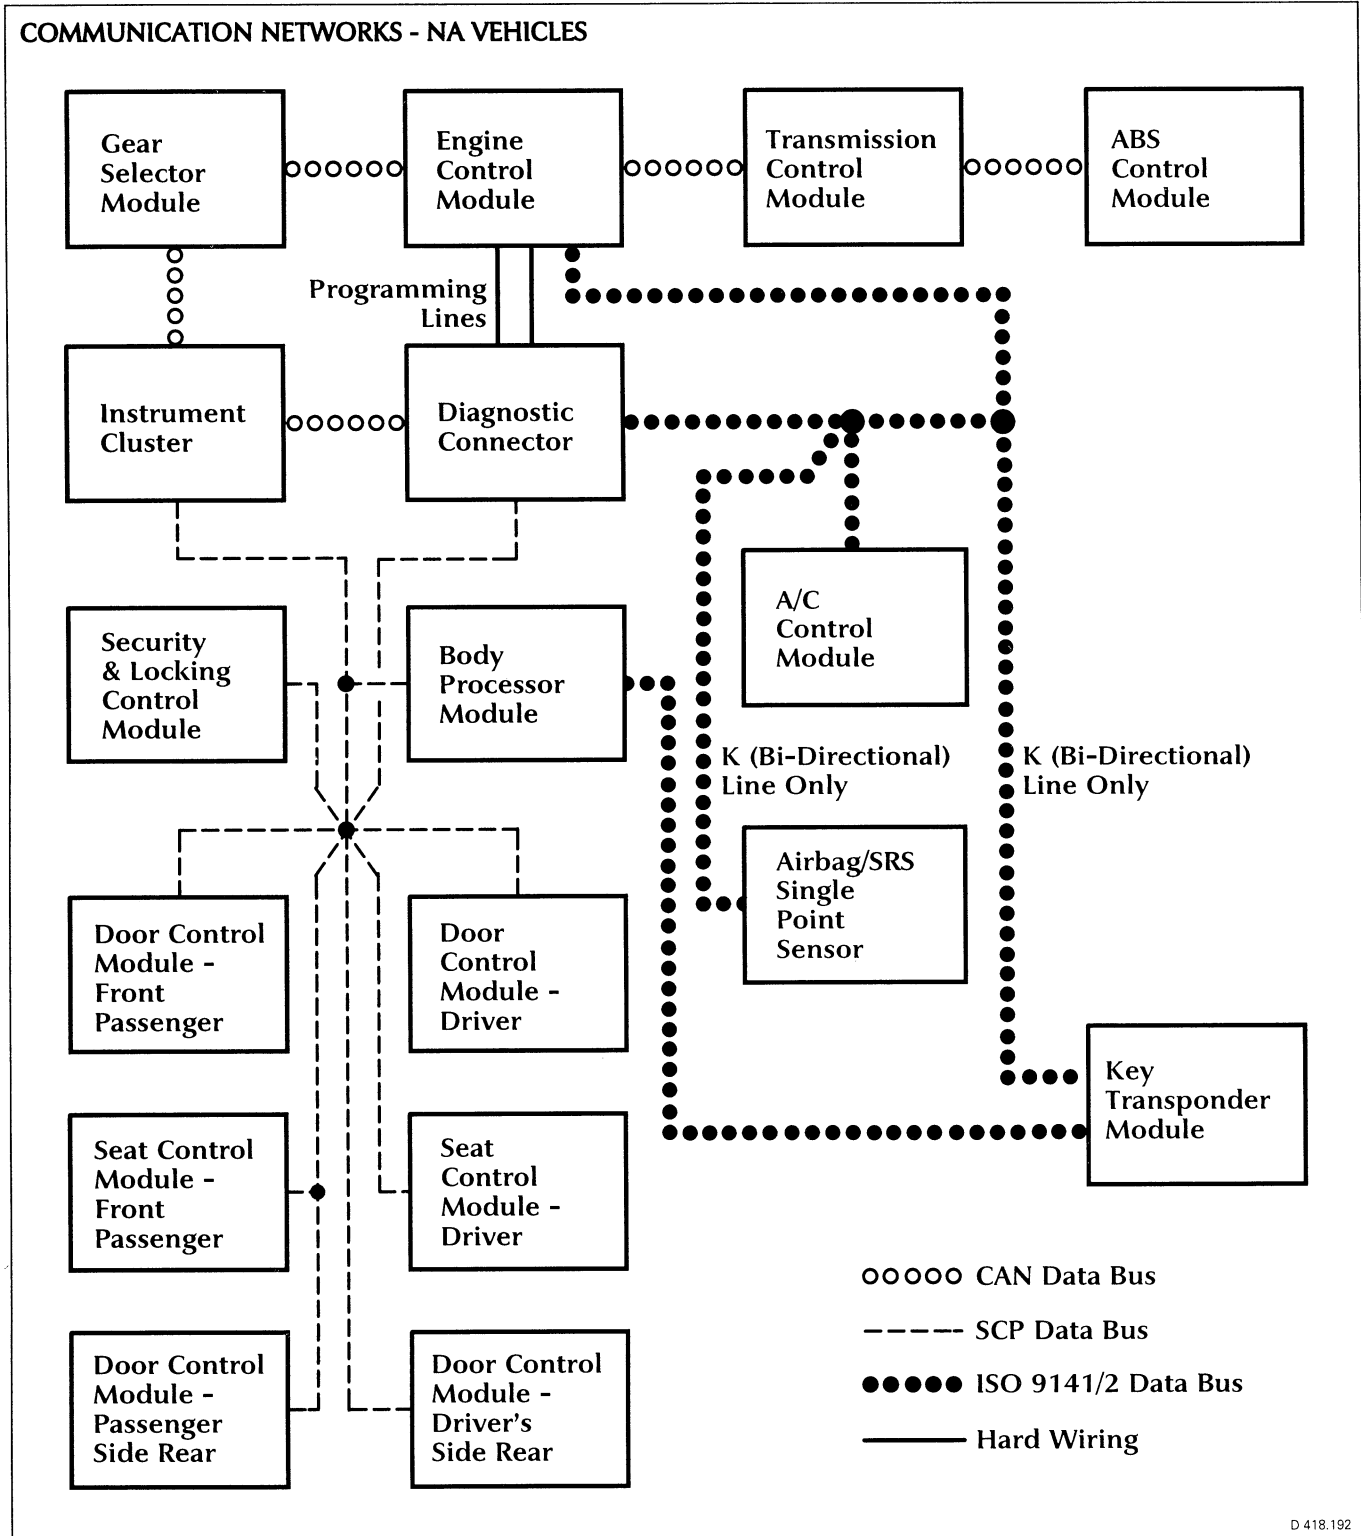 COMMUNICATION NETWORKS - NA VEHICLES
Gear
Selector
Module
Engine
Control
Module
Transmission
Control
Module
ABS
Control
Module
Programming
Lines
Instrument
Cluster
Diagnostic
Connector
Security
& Locking
Control
Module
Body
Processor
Module
A/C
Control
Module
K (Bi-Directional)
Line Only
K (Bi-Directional)
Line Only
Airbag/SRS
Single
Point
Sensor
Door Control
Module -
Front
Passenger
Door
Control
Module -
Driver
Key
Transponder
Module
Seat Control
Module -
Front
Passenger
Seat
Control
Module -
Driver
Door Control
Module -
Passenger
Side Rear
Door Control
Module -
Driver's
Side Rear
CAN Data Bus
SCP Data Bus
ISO 9141/2 Data Bus
Hard Wiring
D 418.192